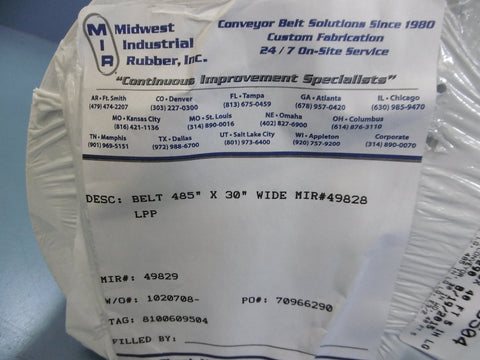 MIR
Midwest
Industrial
Rubber, Inc.
Conveyor Belt Solutions Since 1980
Custom Fabrication
24 / 7 On-Site Service
"Continuous Improvement Specialists"
AR • Ft. Smith CO • Denver FL • Tampa GA • Atlanta IL • Chicago
(479) 474-2207 (303) 227-0300 (813) 675-0459 (678) 957-0420 (630) 985-9470
MO • Kansas City MO • St. Louis NE • Omaha OH • Columbus
(816) 421-1136 (314) 890-0016 (402) 827-6900 (614) 876-3110
TN • Memphis TX • Dallas UT • Salt Lake City WI • Appleton Corporate
(901) 969-5151 (972) 988-6700 (801) 973-6400 (920) 757-9200 (314) 890-0070
DESC: BELT 485" X 30" WIDE MIR#49828
LPP
MIR#: 49829
W/O#: 1020708- PO#: 70966290
TAG: 8100609504
FILLED BY: